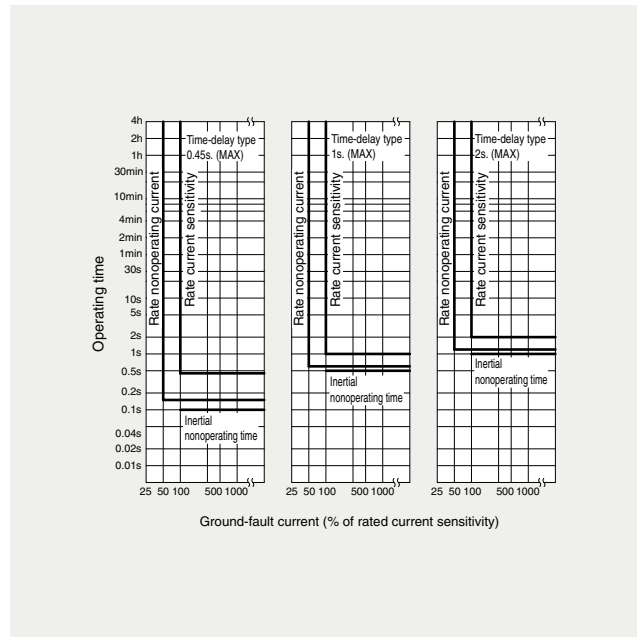 Operating time
4h
2h
1h
30min
10min
4min
2min
1min
30s
10s
5s
2s
1s
0.5s
0.2s
0.1s
0.04s
0.02s
0.01s
Rate nonoperating current
Rate current sensitivity
Time-delay type
0.45s. (MAX)
Inertial
nonoperating time
25 50 100 500 1000
Rate nonoperating current
Rate current sensitivity
Time-delay type
1s. (MAX)
Inertial
nonoperating time
25 50 100 500 1000
Rate nonoperating current
Rate current sensitivity
Time-delay type
2s. (MAX)
Inertial
nonoperating time
25 50 100 500 1000
Ground-fault current (% of rated current sensitivity)